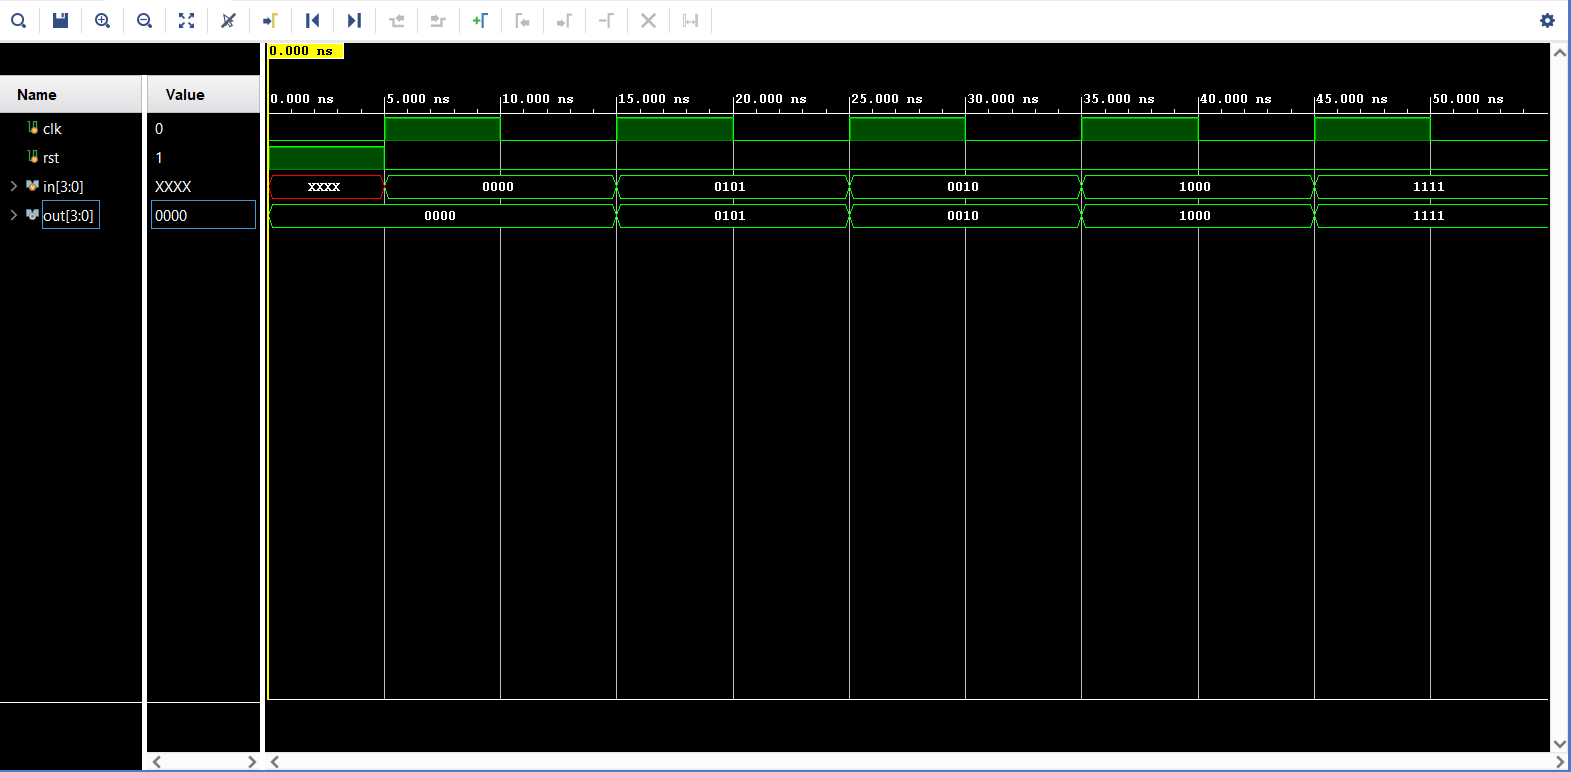 0.000 ns
Name Value
0.000 ns 5.000 ns 10.000 ns 15.000 ns 20.000 ns 25.000 ns 30.000 ns 35.000 ns 40.000 ns 45.000 ns 50.000 ns
clk 0
rst 1
in[3:0] XXXX XXXX 0000 0101 0010 1000 1111
out[3:0] 0000 0000 0101 0010 1000 1111